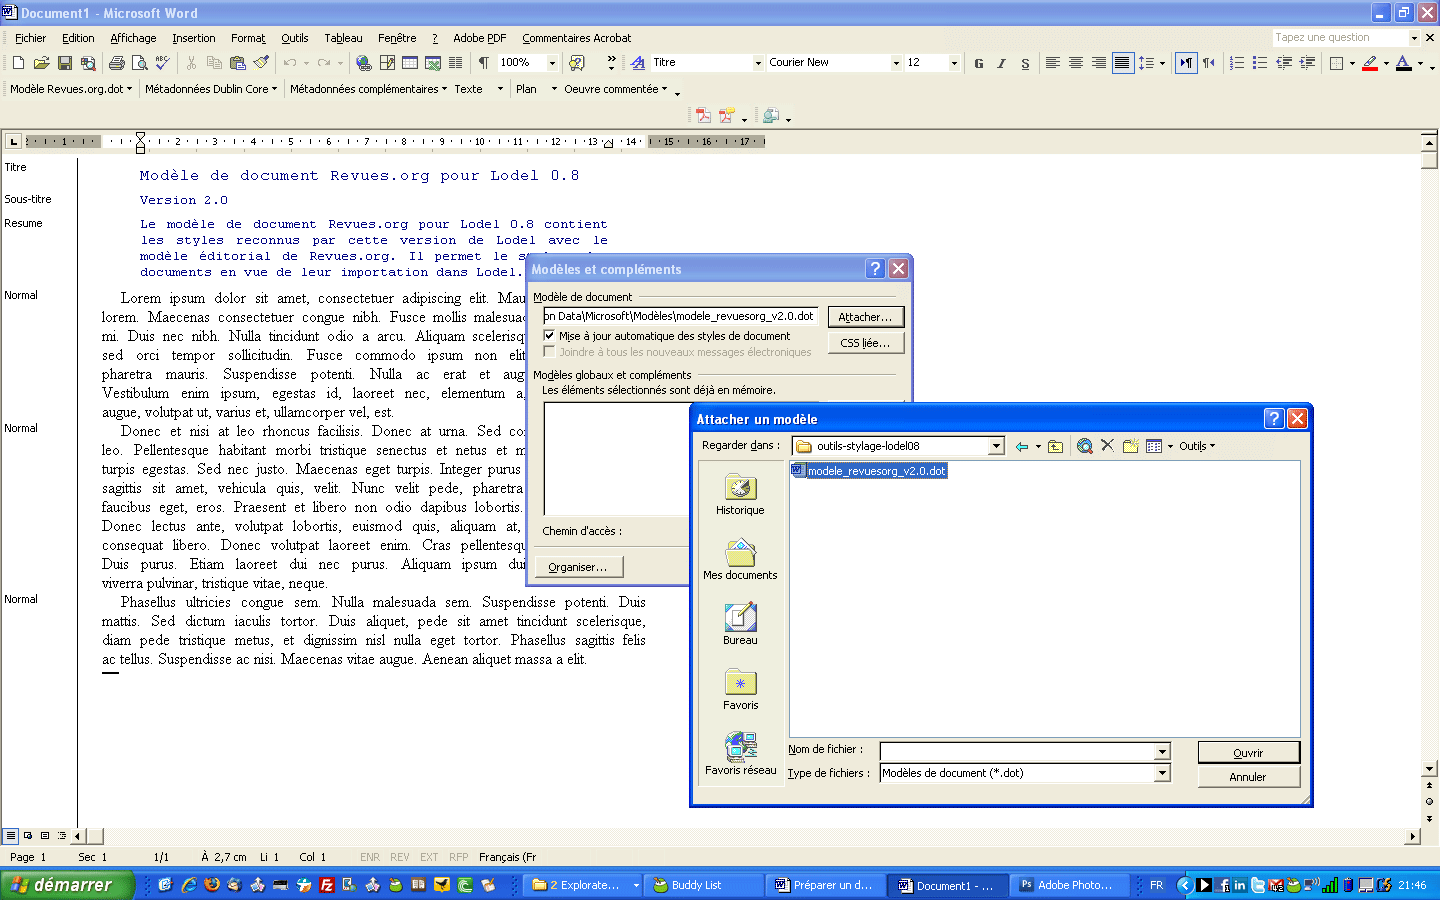 Document1 - Microsoft Word
Fichier Edition Affichage Insertion Format Outils Tableau Fenêtre ? Adobe PDF Commentaires Acrobat Tapez une question
100% Titre Courier New 12 G I S
Modèle Revues.org.dot Métadonnées Dublin Core Métadonnées complémentaires Texte Plan Oeuvre commentée
1 1 2 3 4 5 6 7 8 9 10 11 12 13 14 15 16 17
Titre
Modèle de document Revues.org pour Lodel 0.8
Sous-titre
Version 2.0
Resume
Le modèle de document Revues.org pour Lodel 0.8 contient
les styles reconnus par cette version de Lodel avec le
modèle éditorial de Revues.org. Il permet le
documents en vue de leur importation dans Lodel.
Normal
Lorem ipsum dolor sit amet, consectetuer adipiscing elit.
lorem. Maecenas consectetuer congue nibh. Fusce mollis
mi. Duis nec nibh. Nulla tincidunt odio a arcu. Aliquam
sed orci tempor sollicitudin. Fusce commodo ipsum non
pharetra mauris. Suspendisse potenti. Nulla ac erat et
Vestibulum enim ipsum, egestas id, laoreet nec, elementum a,
augue, volutpat ut, varius et, ullamcorper vel, est.
Normal
Donec et nisi at leo rhoncus facilisis. Donec at urna. Sed
leo. Pellentesque habitant morbi tristique senectus et netus et
turpis egestas. Sed nec justo. Maecenas eget turpis. Integer purus
sagittis sit amet, vehicula quis, velit. Nunc velit pede, pharetra
faucibus eget, eros. Praesent et libero non odio dapibus lobortis.
Donec lectus ante, volutpat lobortis, euismod quis, aliquam at,
consequat libero. Donec volutpat laoreet enim. Cras
Duis purus. Etiam laoreet dui nec purus. Aliquam ipsum
viverra pulvinar, tristique vitae, neque.
Normal
Phasellus ultricies congue sem. Nulla malesuada sem. Suspendisse potenti. Duis
mattis. Sed dictum iaculis tortor. Duis aliquet, pede sit amet tincidunt scelerisque,
diam pede tristique metus, et dignissim nisl nulla eget tortor. Phasellus sagittis felis
ac tellus. Suspendisse ac nisi. Maecenas vitae augue. Aenean aliquet massa a elit.
Modèles et compléments
Modèle de document
on Data\Microsoft\Modèles\modele_revuesorg_v2.0.dot
Attacher...
Mise à jour automatique des styles de document
CSS liée...
Joindre à tous les nouveaux messages électroniques
Modèles globaux et compléments
Les éléments sélectionnés sont déjà en mémoire.
Chemin d'accès :
Organiser...
Attacher un modèle
Regarder dans : outils-stylage-lodel08 Outils
modele_revuesorg_v2.0.dot
Historique
Mes documents
Bureau
Favoris
Favoris réseau
Nom de fichier :
Ouvrir
Type de fichiers : Modèles de document (*.dot)
Annuler
Page 1 Sec 1 1/1 À 2,7 cm Li 1 Col 1 ENR REV EXT RFP Français (Fr
démarrer 2 Explorate... Buddy List Préparer un d... Document1 - ... Adobe Photo... FR 21:46